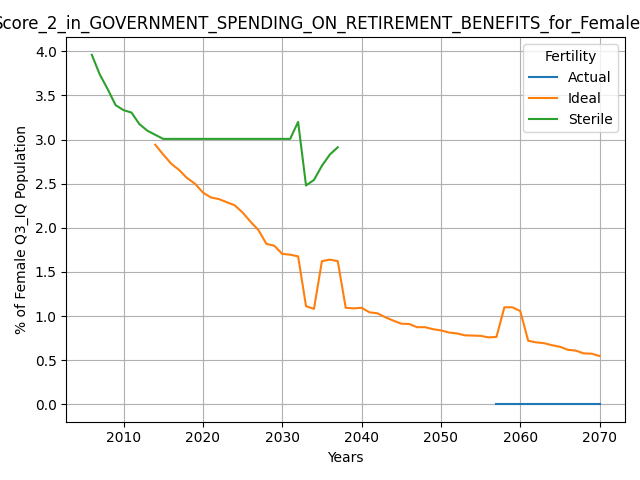 Score_2_in_GOVERNMENT_SPENDING_ON_RETIREMENT_BENEFITS_for_Female
4.0
3.5
3.0
2.5
2.0
1.5
1.0
0.5
0.0
% of Female Q3_IQ Population
Fertility
Actual
Ideal
Sterile
2010 2020 2030 2040 2050 2060 2070
Years